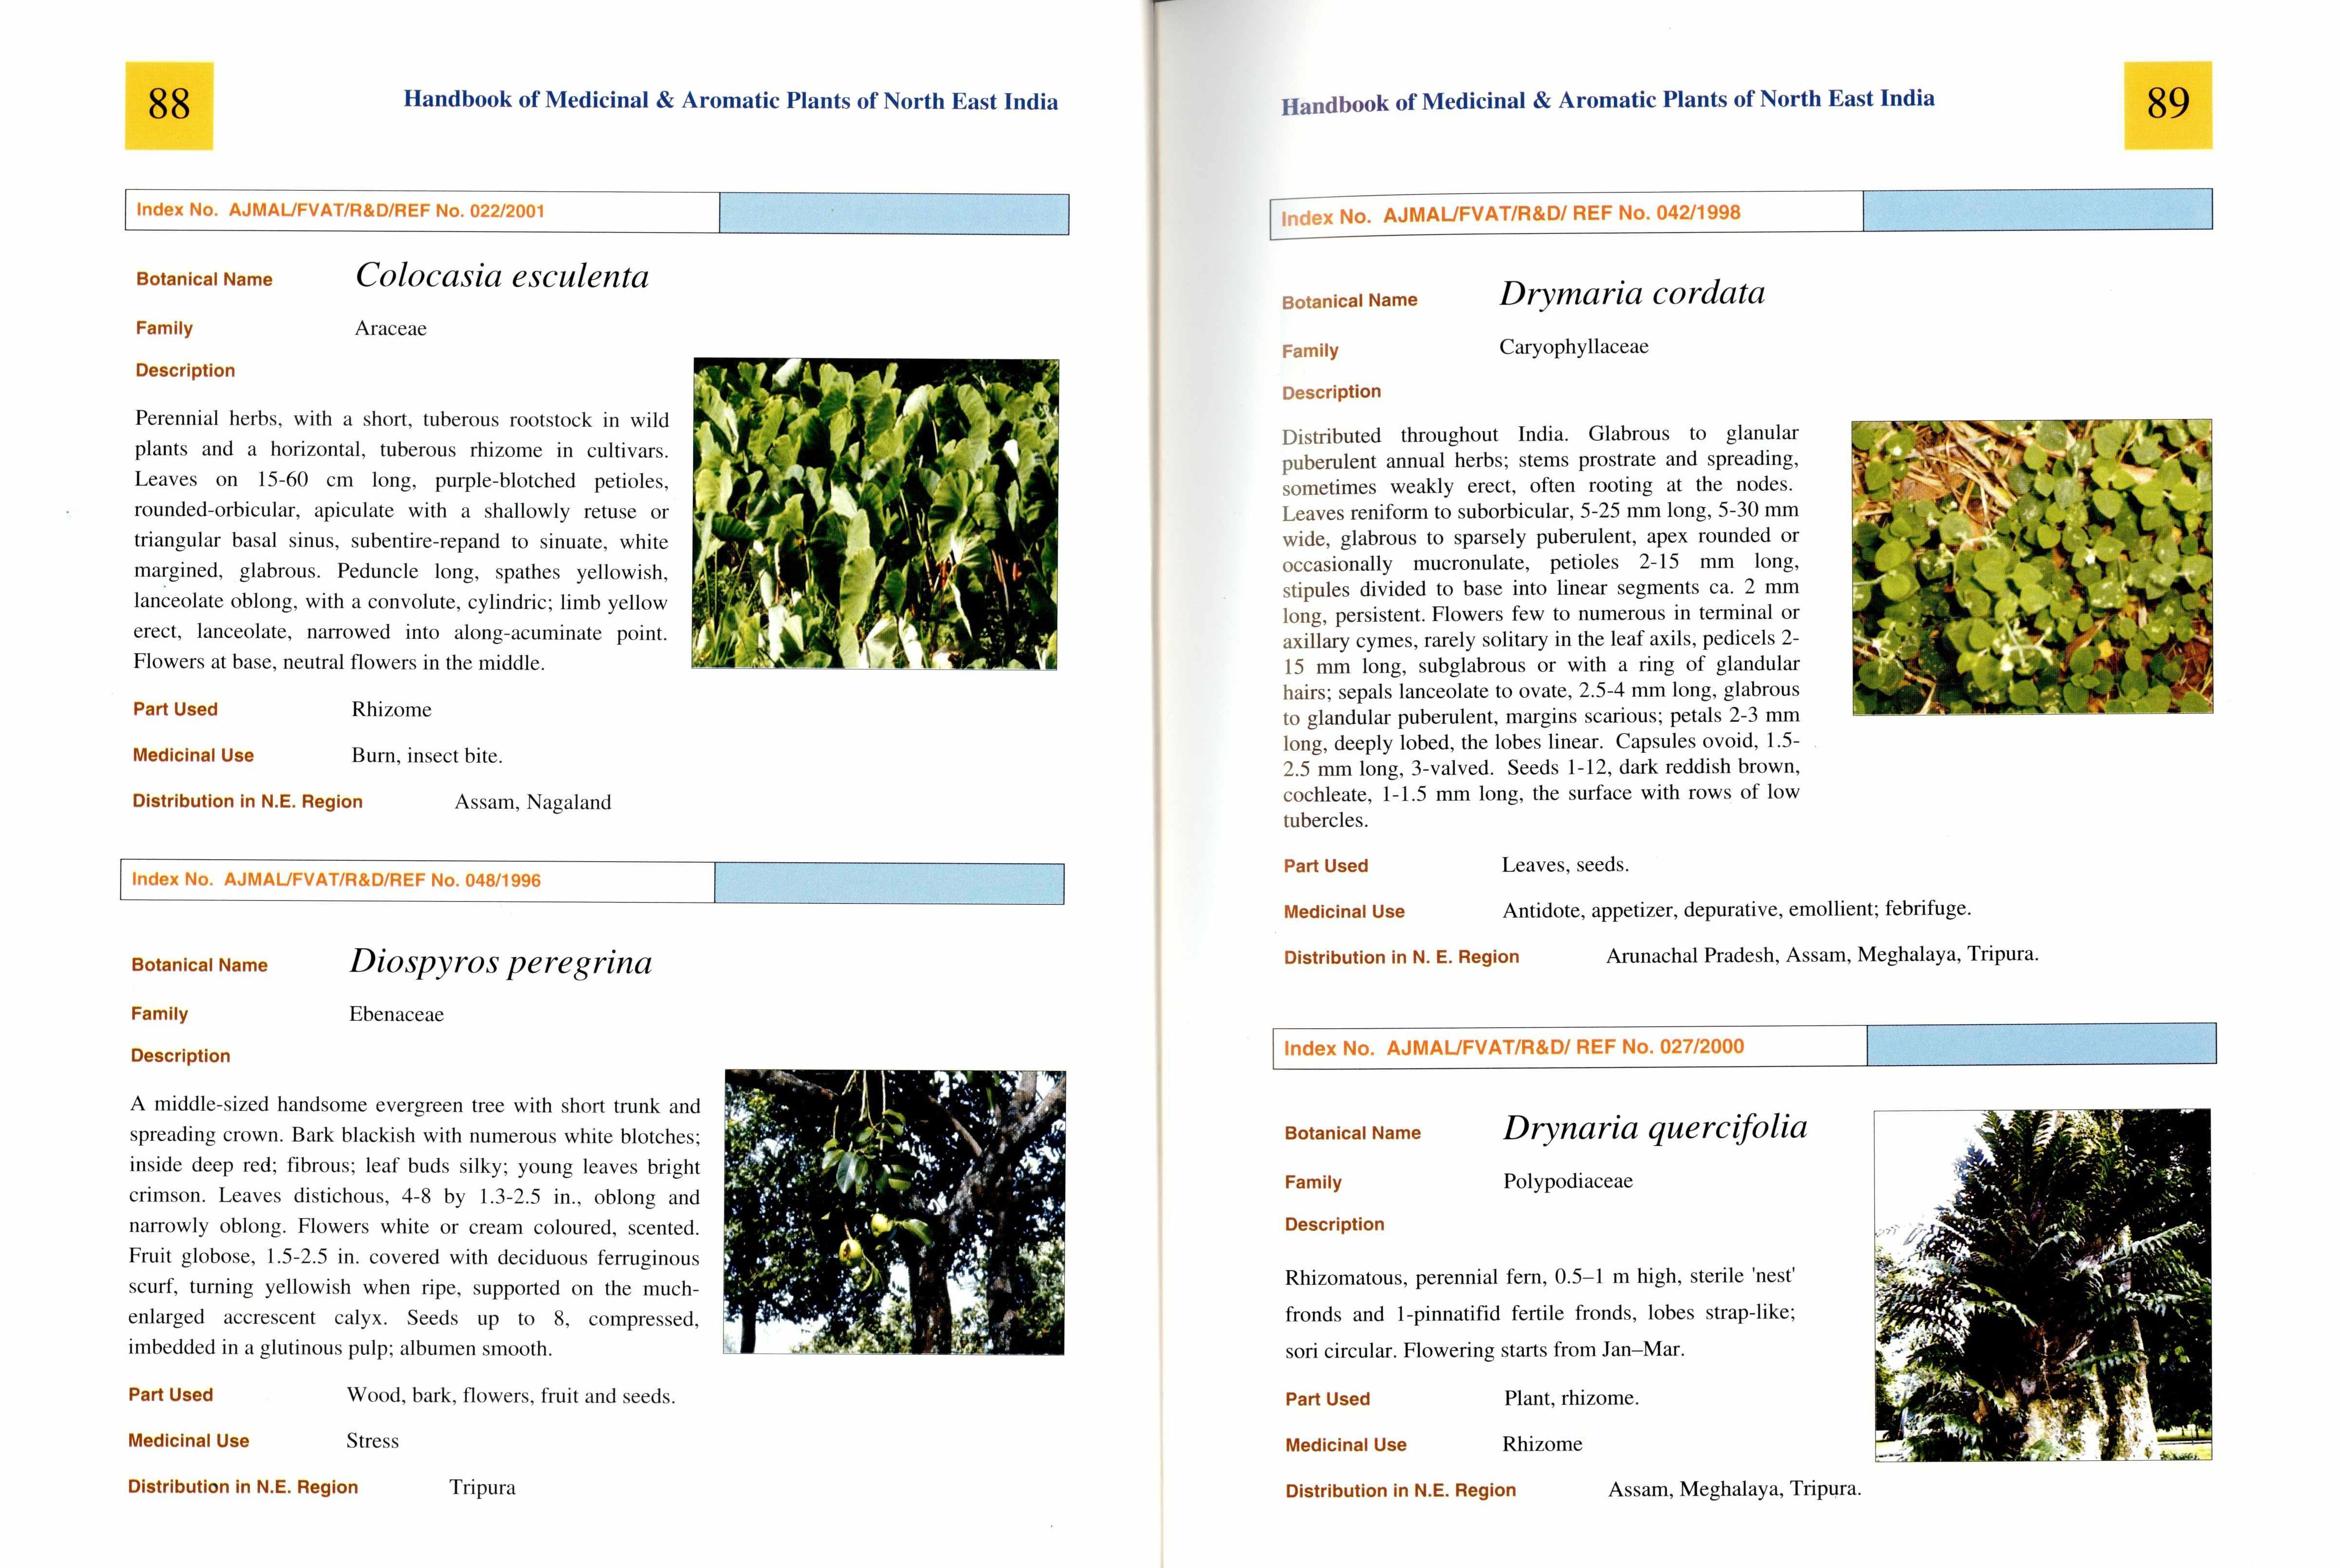 88
Handbook of Medicinal & Aromatic Plants of North East India
Index No. AJMAL/FVAT/R&D/REF No. 022/2001
Botanical Name Colocasia esculenta
Family Araceae
Description
Perennial herbs, with a short, tuberous rootstock in wild
plants and a horizontal, tuberous rhizome in cultivars.
Leaves on 15-60 cm long, purple-blotched petioles,
rounded-orbicular, apiculate with a shallowly retuse or
triangular basal sinus, subentire-repand to sinuate, white
margined, glabrous. Peduncle long, spathes yellowish,
lanceolate oblong, with a convolute, cylindric; limb yellow
erect, lanceolate, narrowed into along-acuminate point.
Flowers at base, neutral flowers in the middle.
Part Used Rhizome
Medicinal Use Burn, insect bite.
Distribution in N.E. Region Assam, Nagaland
Index No. AJMAL/FVAT/R&D/REF No. 048/1996
Botanical Name Diospyros peregrina
Family Ebenaceae
Description
A middle-sized handsome evergreen tree with short trunk and
spreading crown. Bark blackish with numerous white blotches;
inside deep red; fibrous; leaf buds silky; young leaves bright
crimson. Leaves distichous, 4-8 by 1.3-2.5 in., oblong and
narrowly oblong. Flowers white or cream coloured, scented.
Fruit globose, 1.5-2.5 in. covered with deciduous ferruginous
scurf, turning yellowish when ripe, supported on the much-
enlarged accrescent calyx. Seeds up to 8, compressed,
imbedded in a glutinous pulp; albumen smooth.
Part Used Wood, bark, flowers, fruit and seeds.
Medicinal Use Stress
Distribution in N.E. Region Tripura
Handbook of Medicinal & Aromatic Plants of North East India
89
Index No. AJMAL/FVAT/R&D/ REF No. 042/1998
Botanical Name Drymaria cordata
Family Caryophyllaceae
Description
Distributed throughout India. Glabrous to glanular
puberulent annual herbs; stems prostrate and spreading,
sometimes weakly erect, often rooting at the nodes.
Leaves reniform to suborbicular, 5-25 mm long, 5-30 mm
wide, glabrous to sparsely puberulent, apex rounded or
occasionally mucronulate, petioles 2-15 mm long,
stipules divided to base into linear segments ca. 2 mm
long, persistent. Flowers few to numerous in terminal or
axillary cymes, rarely solitary in the leaf axils, pedicels 2-
15 mm long, subglabrous or with a ring of glandular
hairs; sepals lanceolate to ovate, 2.5-4 mm long, glabrous
to glandular puberulent, margins scarious; petals 2-3 mm
long, deeply lobed, the lobes linear. Capsules ovoid, 1.5-
2.5 mm long, 3-valved. Seeds 1-12, dark reddish brown,
cochleate, 1-1.5 mm long, the surface with rows of low
tubercles.
Part Used Leaves, seeds.
Medicinal Use Antidote, appetizer, depurative, emollient; febrifuge.
Distribution in N. E. Region Arunachal Pradesh, Assam, Meghalaya, Tripura.
Index No. AJMAL/FVAT/R&D/ REF No. 027/2000
Botanical Name Drynaria quercifolia
Family Polypodiaceae
Description
Rhizomatous, perennial fern, 0.5–1 m high, sterile 'nest'
fronds and 1-pinnatifid fertile fronds, lobes strap-like;
sori circular. Flowering starts from Jan–Mar.
Part Used Plant, rhizome.
Medicinal Use Rhizome
Distribution in N.E. Region Assam, Meghalaya, Tripura.